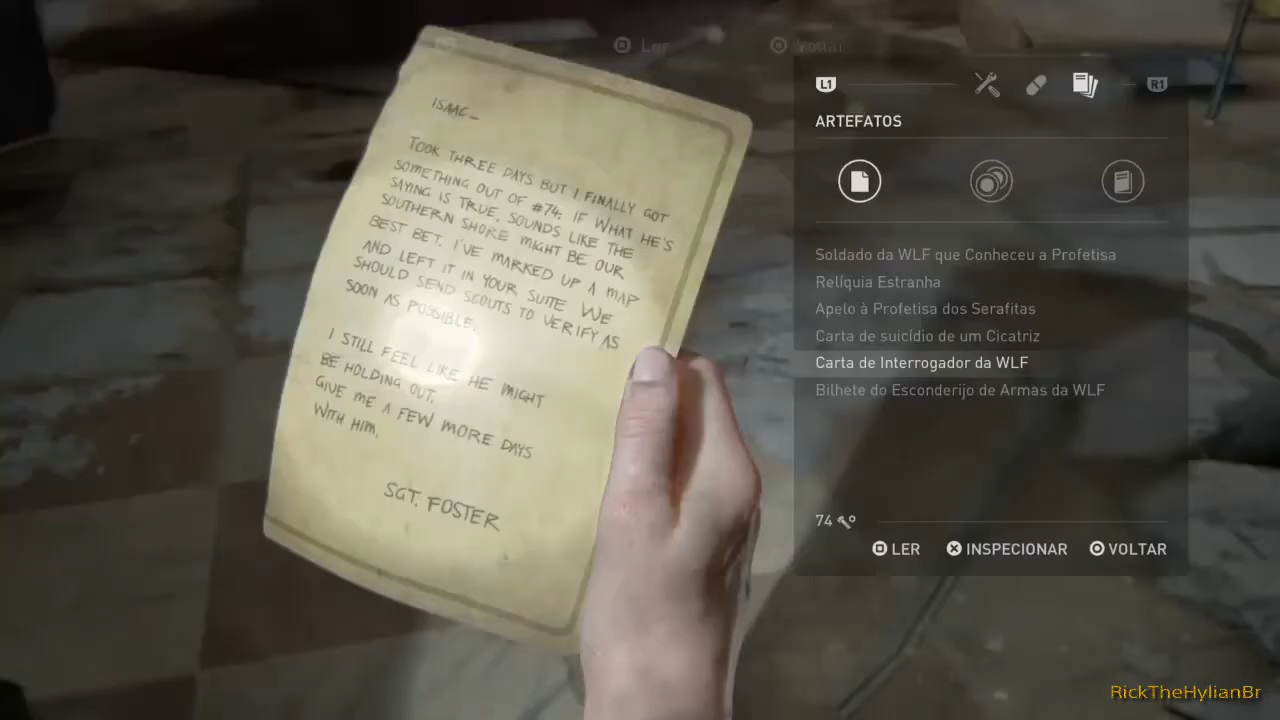 Ler
Voltar
ISAAC_
TOOK THREE DAYS BUT I FINALLY GOT
SOMETHING OUT OF #74. IF WHAT HE'S
SAYING IS TRUE, SOUNDS LIKE THE
SOUTHERN SHORE MIGHT BE OUR
BEST BET. I'VE MARKED UP A MAP
AND LEFT IT IN YOUR SUITE WE
SHOULD SEND SCOUTS TO VERIFY AS
SOON AS POSSIBLE.
I STILL FEEL LIKE HE MIGHT
BE HOLDING OUT.
GIVE ME A FEW MORE DAYS
WITH HIM.
SGT. FOSTER
L1
R1
ARTEFATOS
Soldado da WLF que Conheceu a Profetisa
Relíquia Estranha
Apelo à Profetisa dos Serafitas
Carta de suicídio de um Cicatriz
Carta de Interrogador da WLF
Bilhete do Esconderijo de Armas da WLF
74
LER INSPECIONAR VOLTAR
RickTheHylianBr